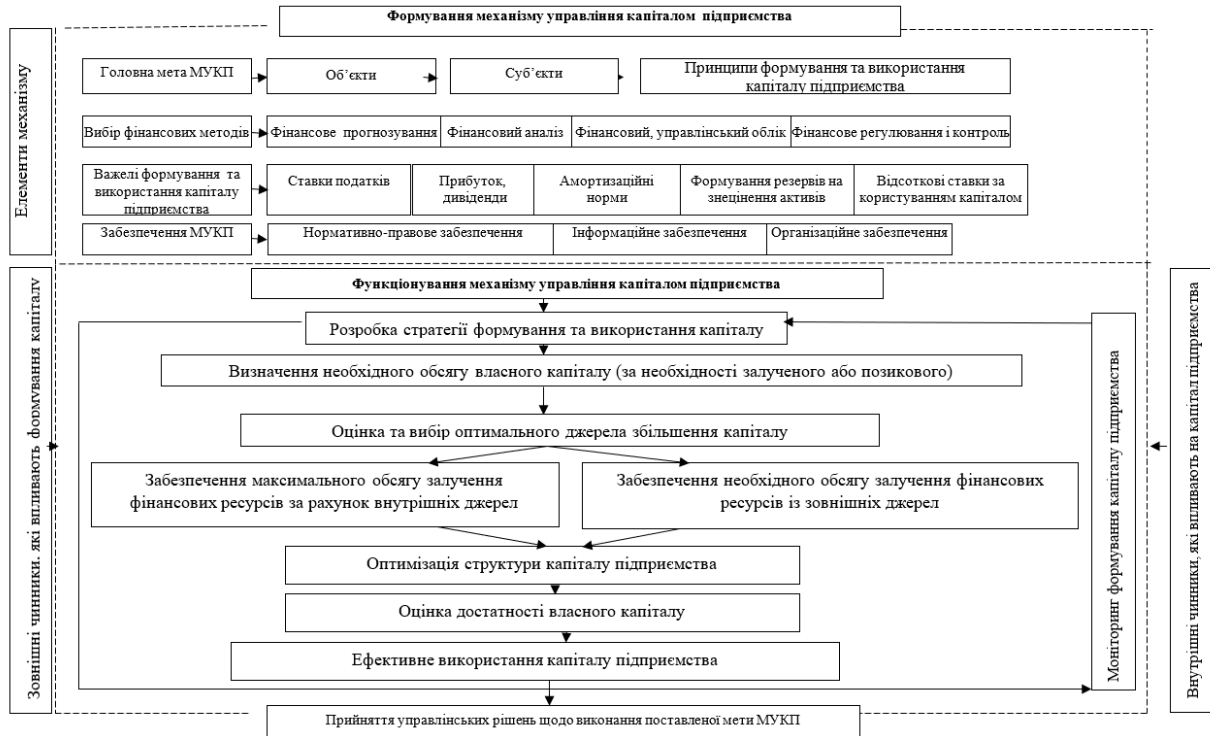 Формування механізму управління капіталом підприємства
Елементи механізму
Головна мета МУКП
Об’єкти
Суб’єкти
Принципи формування та використання
капіталу підприємства
Вибір фінансових методів
Фінансове прогнозування
Фінансовий аналіз
Фінансовий, управлінський облік
Фінансове регулювання і контроль
Важелі формування та
використання капіталу
підприємства
Ставки податків
Прибуток,
дивіденди
Амортизаційні
норми
Формування резервів на
знецінення активів
Відсоткові ставки за
користуванням капіталом
Забезпечення МУКП
Нормативно-правове забезпечення
Інформаційне забезпечення
Організаційне забезпечення
Зовнішні чинники, які впливають формування капіталу
Функціонування механізму управління капіталом підприємства
Розробка стратегії формування та використання капіталу
Визначення необхідного обсягу власного капіталу (за необхідності залученого або позикового)
Оцінка та вибір оптимального джерела збільшення капіталу
Забезпечення максимального обсягу залучення
фінансових ресурсів за рахунок внутрішніх джерел
Забезпечення необхідного обсягу залучення фінансових
ресурсів із зовнішніх джерел
Оптимізація структури капіталу підприємства
Оцінка достатності власного капіталу
Ефективне використання капіталу підприємства
Прийняття управлінських рішень щодо виконання поставленої мети МУКП
Моніторинг формування капіталу підприємства
Внутрішні чинники, які впливають на капітал підприємства